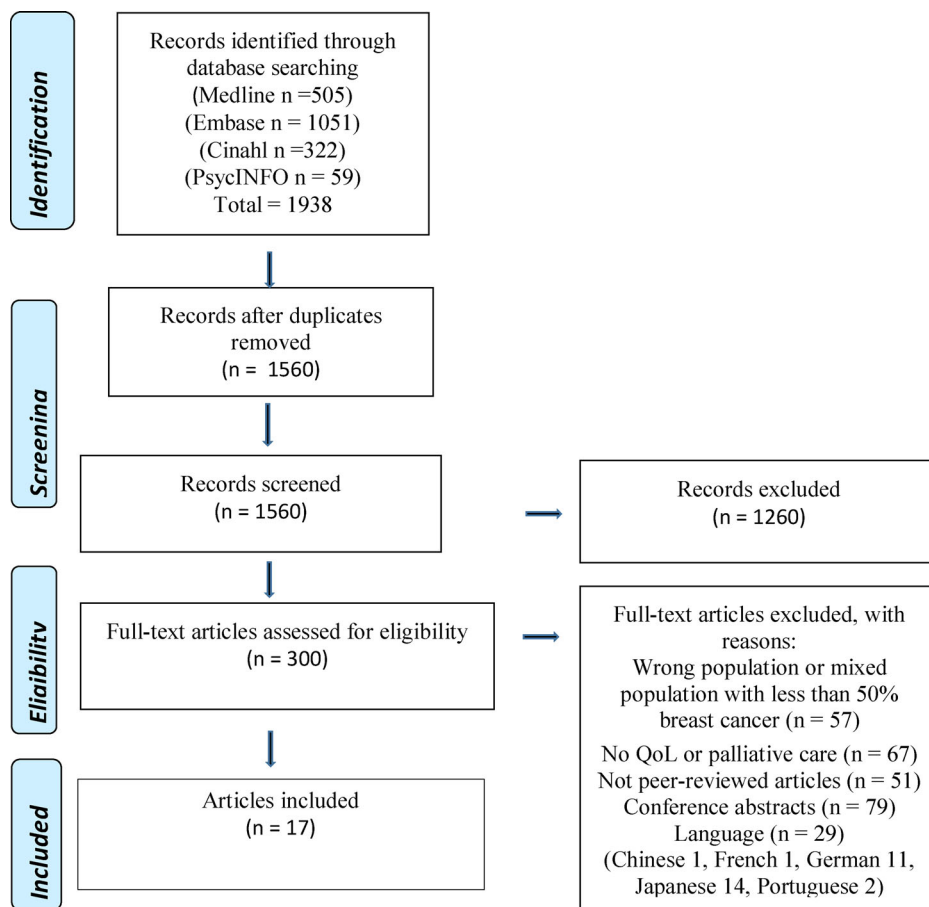 Identification
Records identified through
database searching
(Medline n =505)
(Embase n = 1051)
(Cinahl n =322)
(PsycINFO n = 59)
Total = 1938
Screenina
Records after duplicates
removed
(n = 1560)
Records screened
(n = 1560)
Records excluded
(n = 1260)
Eliaibilitv
Full-text articles assessed for eligibility
(n = 300)
Full-text articles excluded, with
reasons:
Wrong population or mixed
population with less than 50%
breast cancer (n = 57)
No QoL or palliative care (n = 67)
Not peer-reviewed articles (n = 51)
Conference abstracts (n = 79)
Language (n = 29)
(Chinese 1, French 1, German 11,
Japanese 14, Portuguese 2)
Included
Articles included
(n = 17)